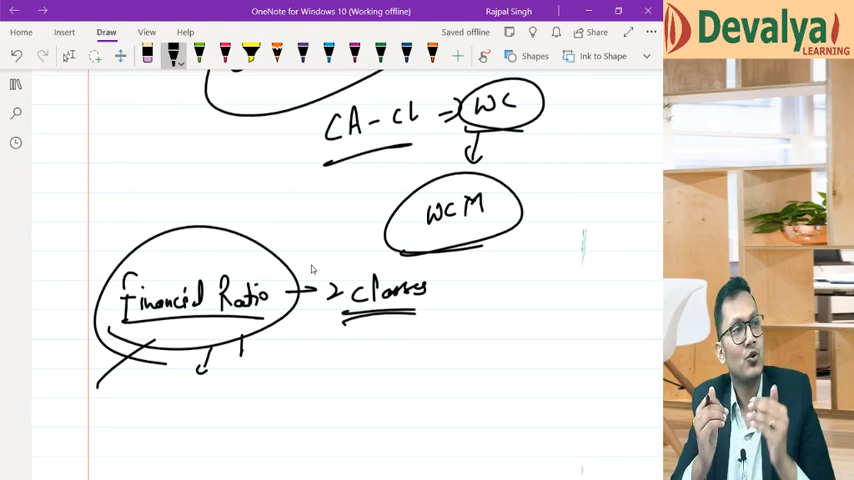 OneNote for Windows 10 (Working offline)
Rajpal Singh
Home Insert Draw View Help
Saved offline
Share
Shapes
Ink to Shape
Devalya
LEARNING
CA - CL => WC
WCM
Financial Ratio → 2 classes